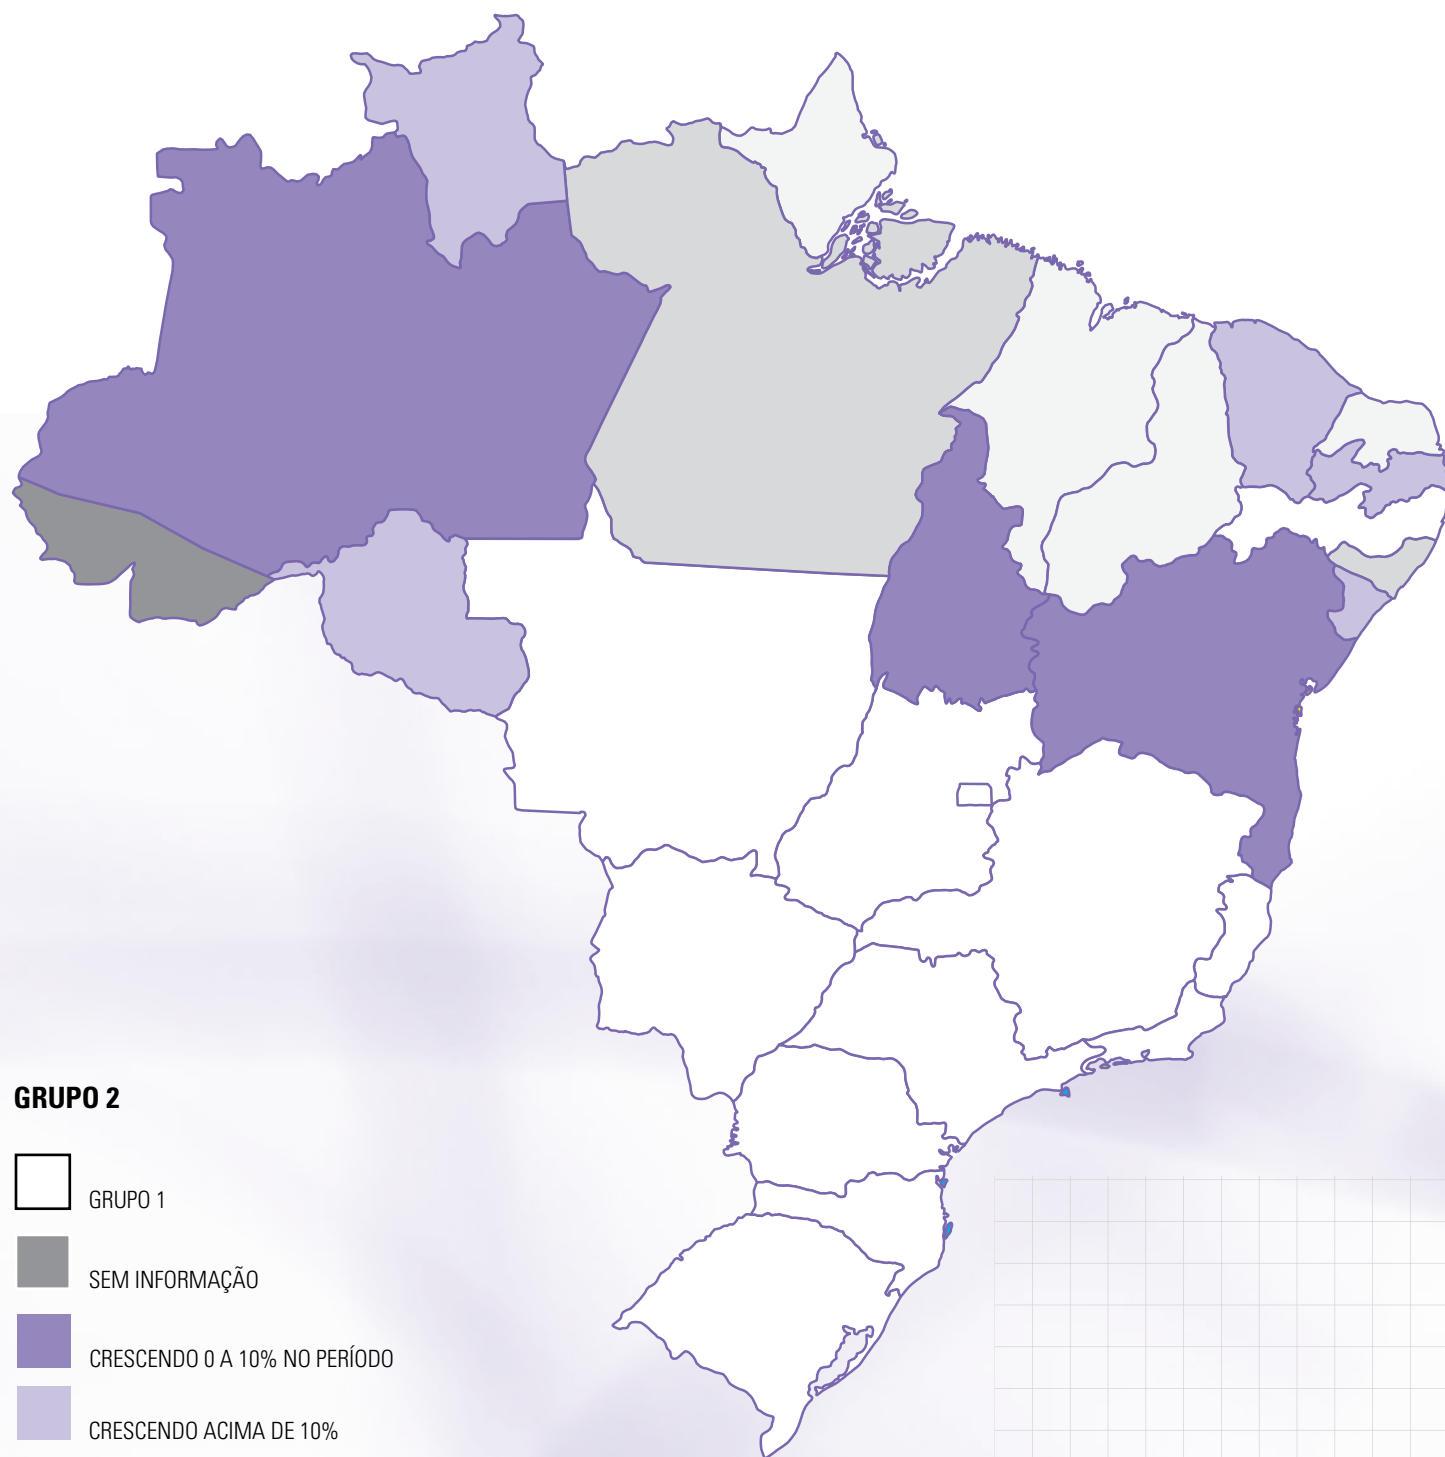 GRUPO 2
GRUPO 1
SEM INFORMAÇÃO
CRESCENDO 0 A 10% NO PERÍODO
CRESCENDO ACIMA DE 10%